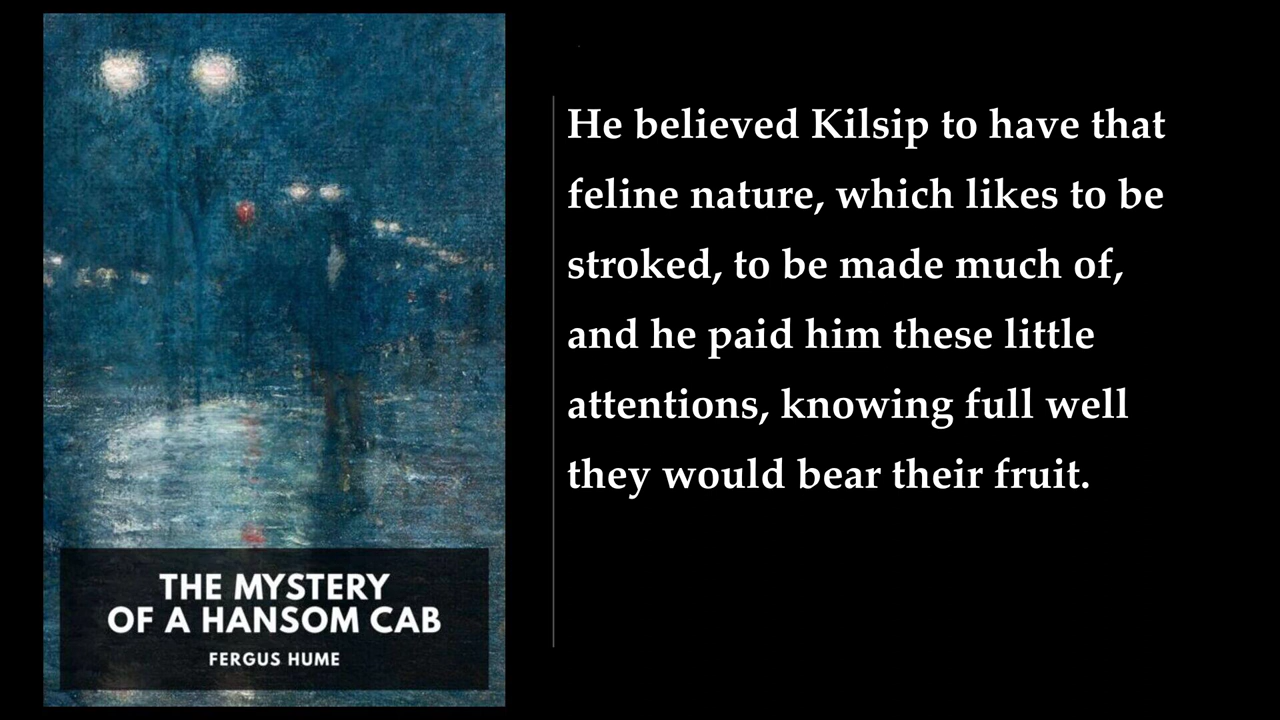 THE MYSTERY
OF A HANSOM CAB
FERGUS HUME
He believed Kilsip to have that
feline nature, which likes to be
stroked, to be made much of,
and he paid him these little
attentions, knowing full well
they would bear their fruit.